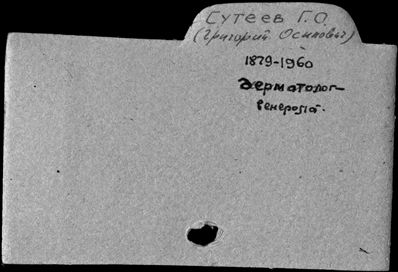 Сутеев Г.О.
(Григорий Осипович)
1879-1960
Дерматолог-
венеролог.